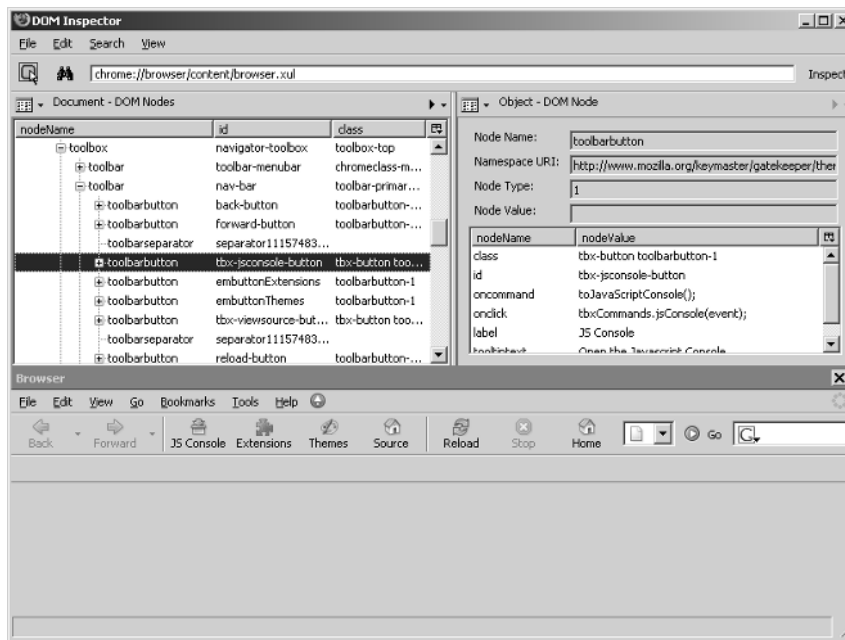 DOM Inspector
File Edit Search View
chrome://browser/content/browser.xul Inspect
Document - DOM Nodes
nodeName id class
toolbox navigator-toolbox toolbox-top
toolbar toolbar-menubar chromeclass-m...
toolbar nav-bar toolbar-primar...
toolbarbutton back-button toolbarbutton-...
toolbarbutton forward-button toolbarbutton-...
toolbarseparator separator11157483...
toolbarbutton tbx-jsconsole-button tbx-button too...
toolbarbutton embuttonExtensions toolbarbutton-1
toolbarbutton embuttonThemes toolbarbutton-1
toolbarbutton tbx-viewsource-but... tbx-button too...
toolbarseparator separator11157483...
toolbarbutton reload-button toolbarbutton-...
Object - DOM Node
Node Name: toolbarbutton
Namespace URI: http://www.mozilla.org/keymaster/gatekeeper/ther
Node Type: 1
Node Value:
nodeName nodeValue
class tbx-button toolbarbutton-1
id tbx-jsconsole-button
oncommand toJavaScriptConsole();
onclick tbxCommands.jsConsole(event);
label JS Console
tooltiptext Open the Javascript Console
Browser
File Edit View Go Bookmarks Tools Help
Back Forward JS Console Extensions Themes Source Reload Stop Home Go G